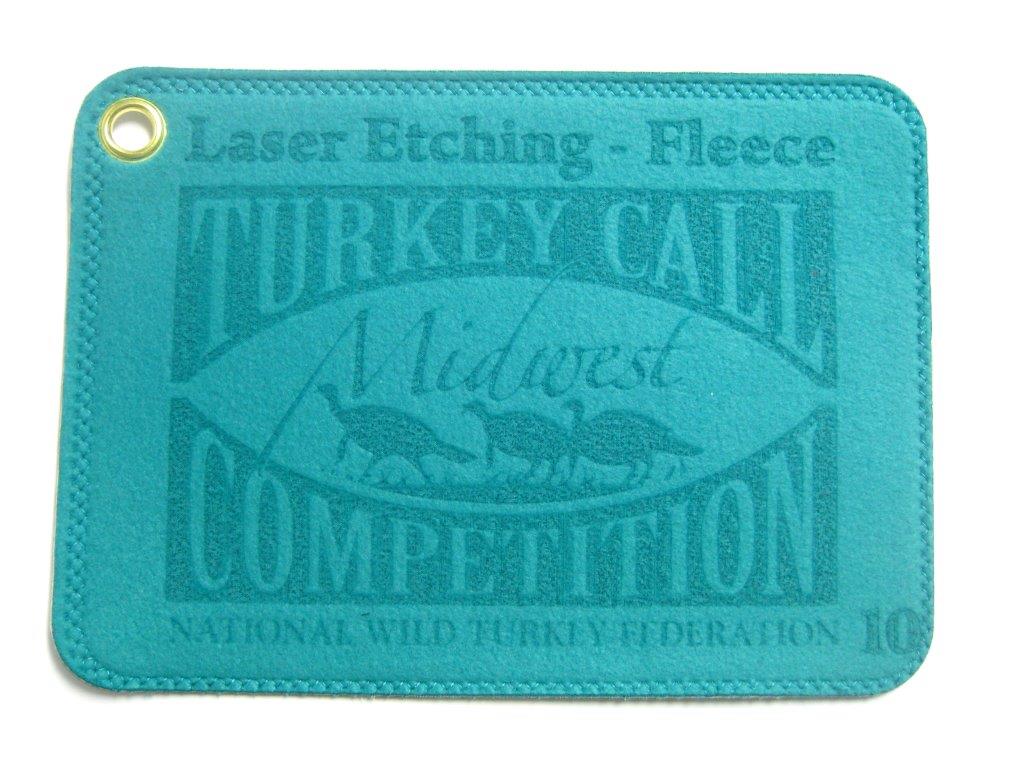 Laser Etching - Fleece
TURKEY CALL
Midwest
COMPETITION
NATIONAL WILD TURKEY FEDERATION
10